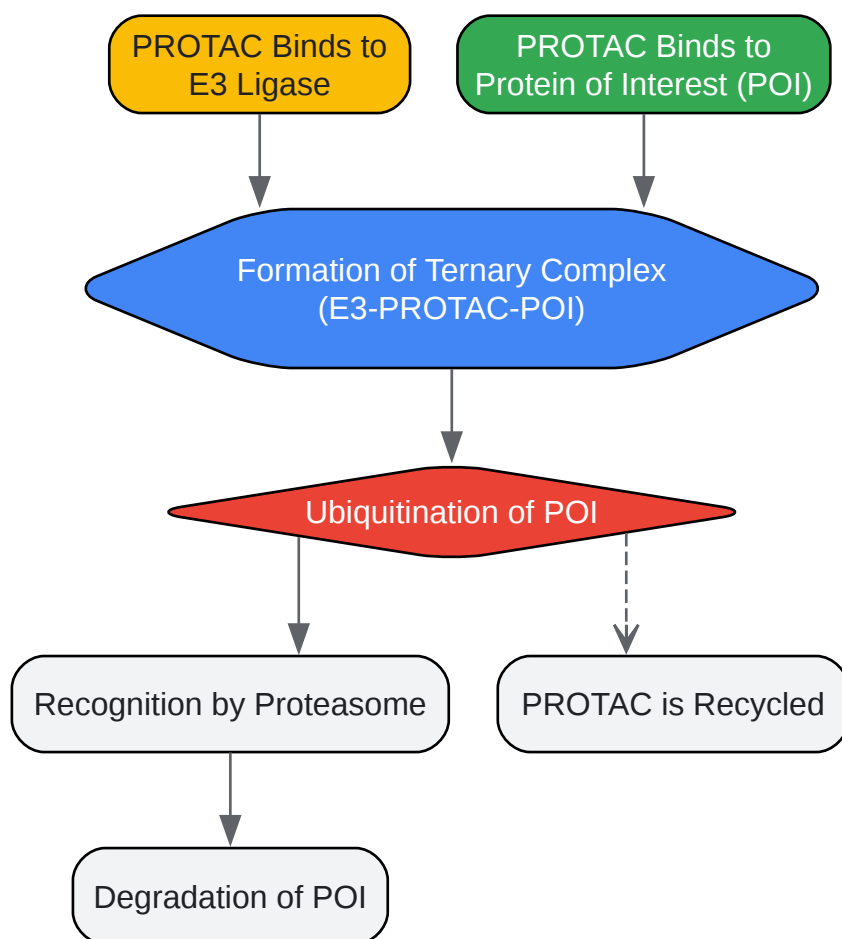 PROTAC Binds to
E3 Ligase
PROTAC Binds to
Protein of Interest (POI)
Formation of Ternary Complex
(E3-PROTAC-POI)
Ubiquitination of POI
Recognition by Proteasome
PROTAC is Recycled
Degradation of POI